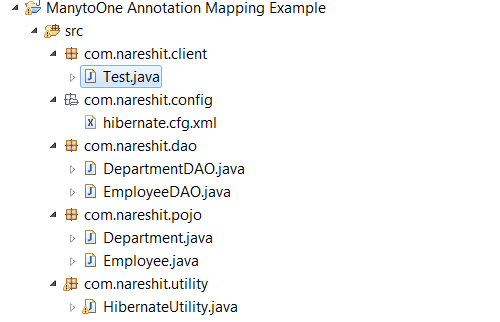 ManytoOne Annotation Mapping Example
src
com.nareshit.client
Test.java
com.nareshit.config
hibernate.cfg.xml
com.nareshit.dao
DepartmentDAO.java
EmployeeDAO.java
com.nareshit.pojo
Department.java
Employee.java
com.nareshit.utility
HibernateUtility.java